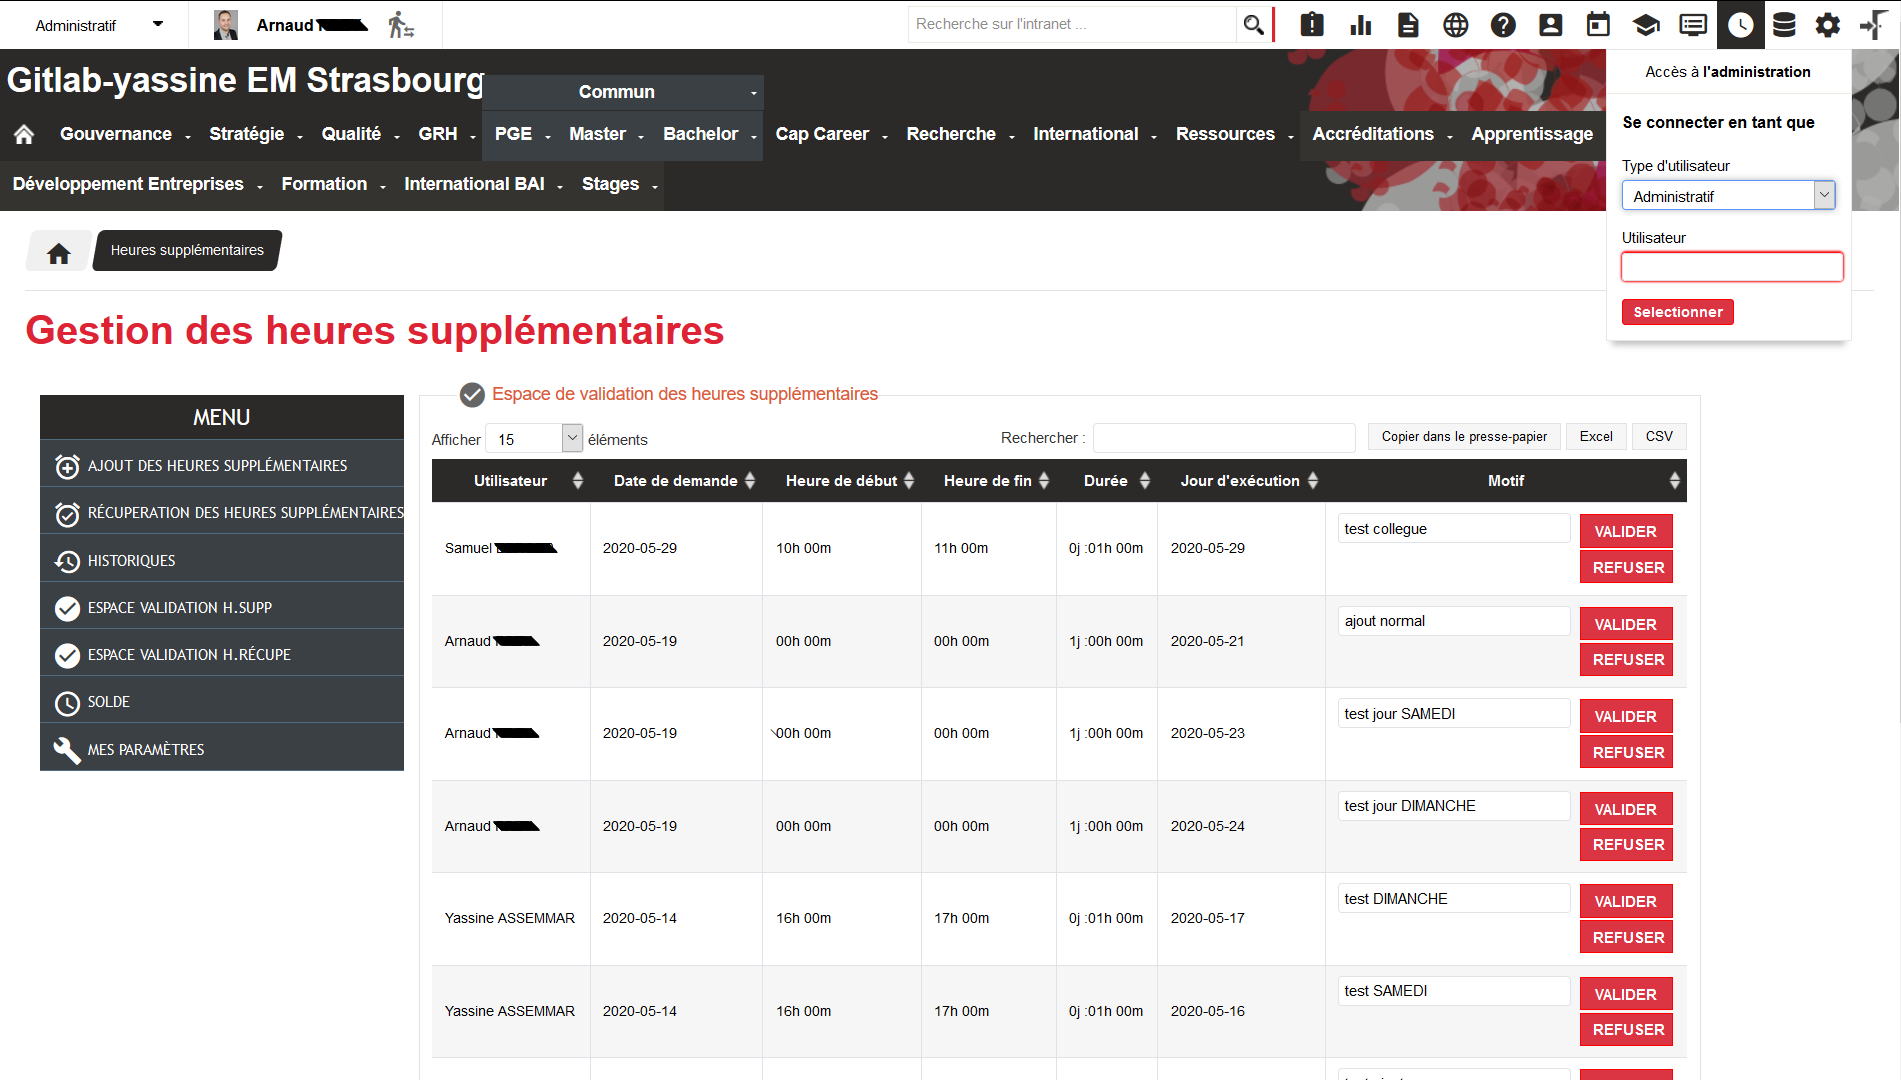 Administratif
Arnaud
Recherche sur l'intranet ...
Accès à l'administration
Gitlab-yassine EM Strasbourg
Commun
Gouvernance Stratégie Qualité GRH PGE Master Bachelor Cap Career Recherche International Ressources Accréditations Apprentissage
Développement Entreprises Formation International BAI Stages
Se connecter en tant que
Type d'utilisateur
Administratif
Utilisateur
Selectionner
Heures supplémentaires
Gestion des heures supplémentaires
MENU
AJOUT DES HEURES SUPPLÉMENTAIRES
RÉCUPERATION DES HEURES SUPPLÉMENTAIRES
HISTORIQUES
ESPACE VALIDATION H.SUPP
ESPACE VALIDATION H.RÉCUPE
SOLDE
MES PARAMÈTRES
Espace de validation des heures supplémentaires
Afficher 15 éléments Rechercher : Copier dans le presse-papier Excel CSV
Utilisateur Date de demande Heure de début Heure de fin Durée Jour d'exécution Motif
Samuel 2020-05-29 10h 00m 11h 00m 0j :01h 00m 2020-05-29 test collegue VALIDER
REFUSER
Arnaud 2020-05-19 00h 00m 00h 00m 1j :00h 00m 2020-05-21 ajout normal VALIDER
REFUSER
Arnaud 2020-05-19 00h 00m 00h 00m 1j :00h 00m 2020-05-23 test jour SAMEDI VALIDER
REFUSER
Arnaud 2020-05-19 00h 00m 00h 00m 1j :00h 00m 2020-05-24 test jour DIMANCHE VALIDER
REFUSER
Yassine ASSEMMAR 2020-05-14 16h 00m 17h 00m 0j :01h 00m 2020-05-17 test DIMANCHE VALIDER
REFUSER
Yassine ASSEMMAR 2020-05-14 16h 00m 17h 00m 0j :01h 00m 2020-05-16 test SAMEDI VALIDER
REFUSER